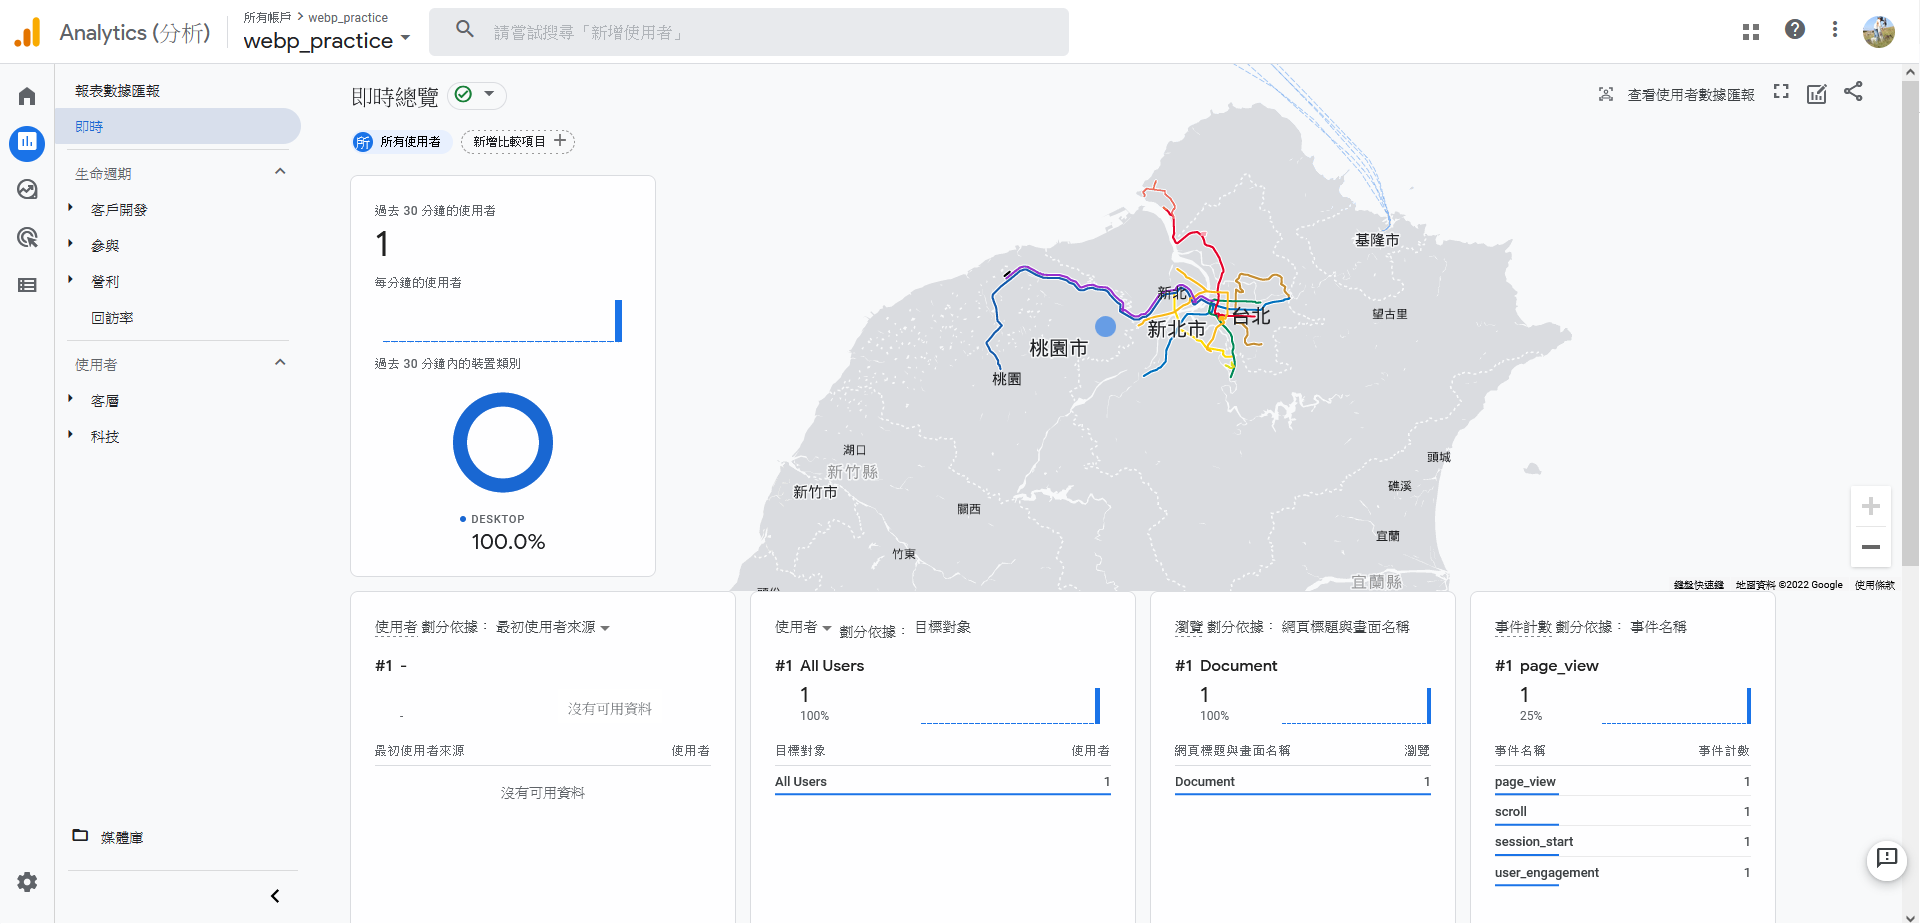 Analytics (分析)
所有帳戶 > webp_practice
webp_practice
請嘗試搜尋「新增使用者」
報表數據匯報
即時
生命週期
客戶開發
參與
營利
回訪率
使用者
客層
科技
媒體庫
即時總覽
查看使用者數據匯報
所 所有使用者
新增比較項目
過去 30 分鐘的使用者
1
每分鐘的使用者
過去 30 分鐘內的裝置類別
DESKTOP
100.0%
基隆市
新北
台北
新北市
望古里
桃園市
桃園
湖口
新竹縣
新竹市
關西
竹東
頭城
礁溪
宜蘭
宜蘭縣
鍵盤快速鍵 地圖資料 ©2022 Google 使用條款
使用者 劃分依據： 最初使用者來源
#1 -
-
沒有可用資料
最初使用者來源 使用者
沒有可用資料
使用者 劃分依據： 目標對象
#1 All Users
1
100%
目標對象 使用者
All Users 1
瀏覽 劃分依據： 網頁標題與畫面名稱
#1 Document
1
100%
網頁標題與畫面名稱 瀏覽
Document 1
事件計數 劃分依據： 事件名稱
#1 page_view
1
25%
事件名稱 事件計數
page_view 1
scroll 1
session_start 1
user_engagement 1